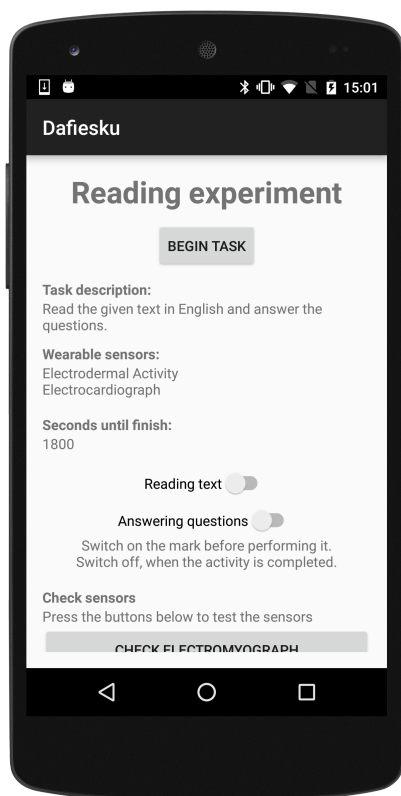 15:01
Dafiesku
Reading experiment
BEGIN TASK
Task description:
Read the given text in English and answer the
questions.
Wearable sensors:
Electrodermal Activity
Electrocardiograph
Seconds until finish:
1800
Reading text
Answering questions
Switch on the mark before performing it.
Switch off, when the activity is completed.
Check sensors
Press the buttons below to test the sensors
CHECK ELECTROMYOGRAPH